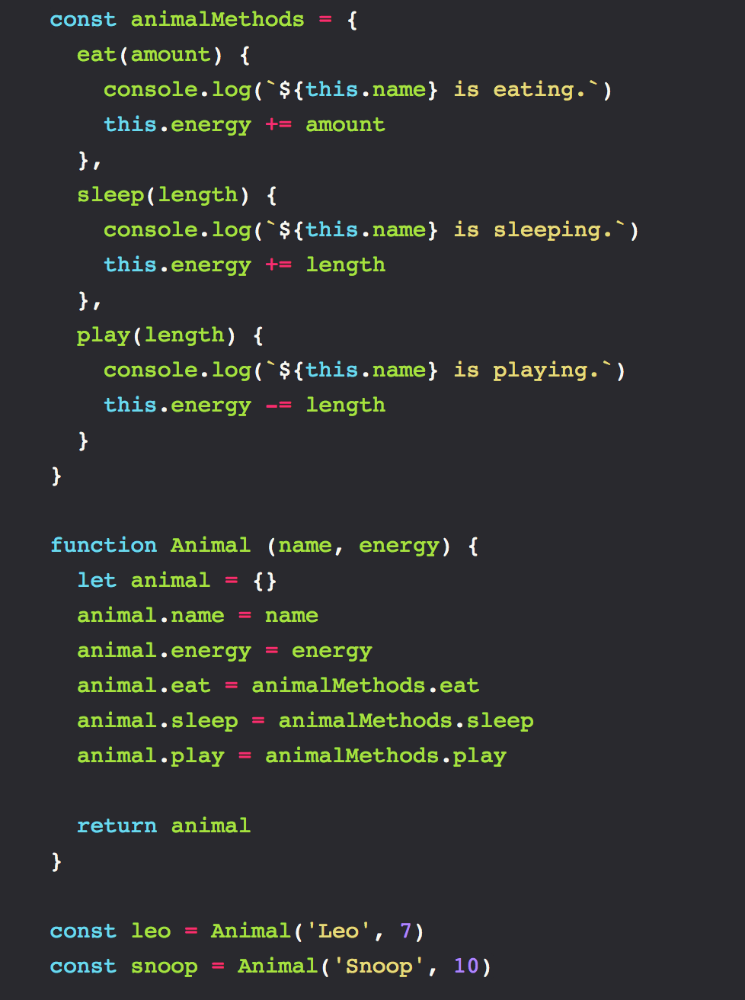 const animalMethods = {
  eat(amount) {
    console.log(`${this.name} is eating.`)
    this.energy += amount
  },
  sleep(length) {
    console.log(`${this.name} is sleeping.`)
    this.energy += length
  },
  play(length) {
    console.log(`${this.name} is playing.`)
    this.energy -= length
  }
}

function Animal (name, energy) {
  let animal = {}
  animal.name = name
  animal.energy = energy
  animal.eat = animalMethods.eat
  animal.sleep = animalMethods.sleep
  animal.play = animalMethods.play

  return animal
}

const leo = Animal('Leo', 7)
const snoop = Animal('Snoop', 10)